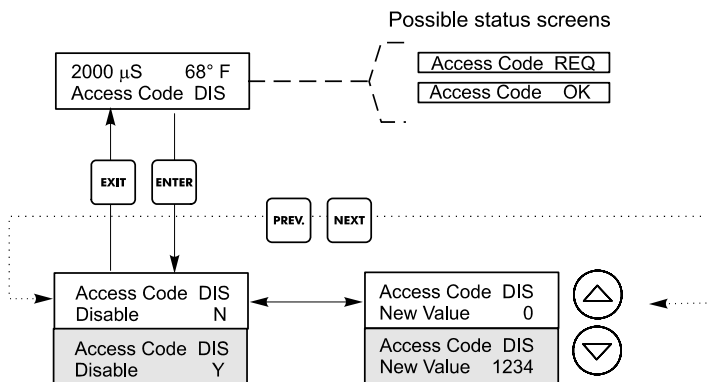 Possible status screens
2000 μS 68° F
Access Code DIS
Access Code REQ
Access Code OK
EXIT
ENTER
PREV.
NEXT
Access Code DIS
Disable N
Access Code DIS
Disable Y
Access Code DIS
New Value 0
Access Code DIS
New Value 1234